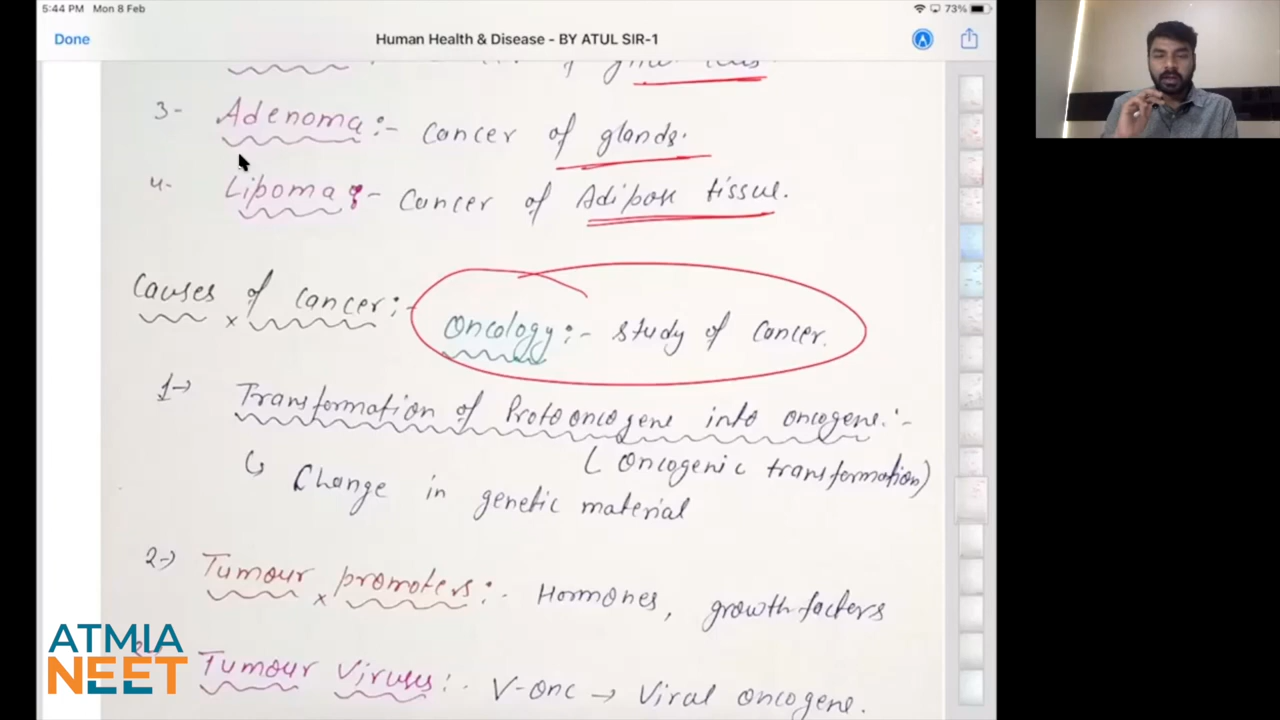 5:44 PM Mon 8 Feb
73%
Done
Human Health & Disease - BY ATUL SIR-1
of
3- Adenoma :- Cancer of glands.
4- Lipoma :- Cancer of Adipose tissue.
Causes of cancer :-
Oncology :- Study of Cancer.
1→ Transformation of Protooncogene into oncogene :-
(Oncogenic transformation)
↳ Change in genetic material
2→) Tumour promoters :- Hormones, growth factors
Tumour Viruses :- V-onc → Viral oncogene.
ATMIA
NEET